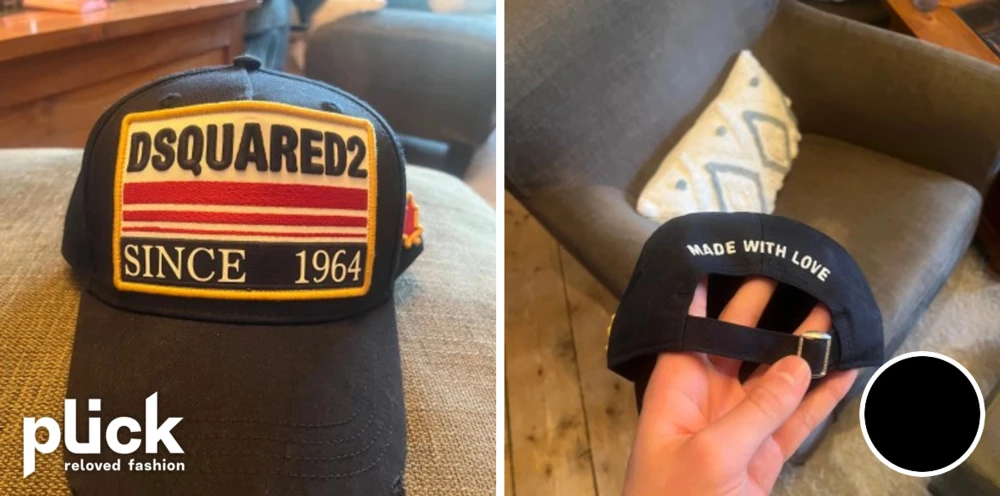 DSQUARED2
SINCE 1964
plick
reloved fashion
MADE WITH LOVE